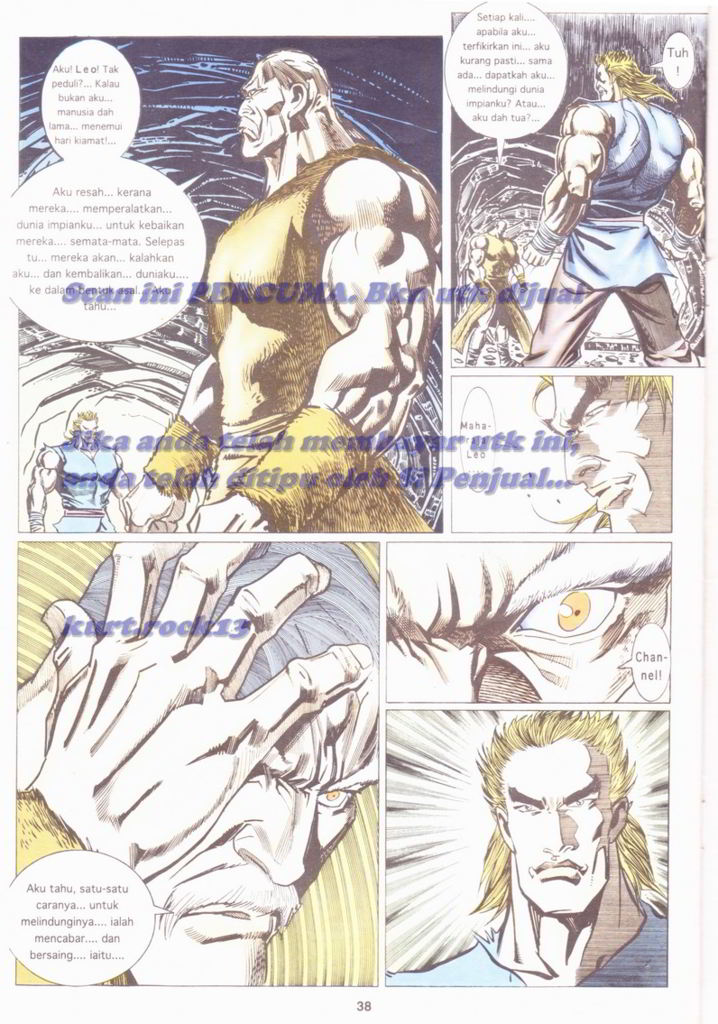 Aku! Leo! Tak
peduli?... Kalau
bukan aku...
manusia dah
lama... menemui
hari kiamat!...
Aku resah... kerana
mereka.... memperalatkan...
dunia impianku... untuk kebaikan
mereka.... semata-mata. Selepas
tu... mereka akan... kalahkan
aku... dan kembalikan... duniaku....
ke dalam bentuk asal... Aku
tahu...
Setiap kali....
apabila aku...
terfikirkan ini... aku
kurang pasti... sama
ada... dapatkah aku...
melindungi dunia
impianku? Atau...
aku dah tua?...
Tuh
!
Scan ini PERCUMA. Bkn utk dijual
Maha-
raja
Leo
......
Jika anda telah membayar utk ini,
anda telah ditipu oleh si Penjual...
kurt.rock13
Aku tahu, satu-satu
caranya... untuk
melindunginya.... ialah
mencabar.... dan
bersaing.... iaitu....
Chan-
nel!
38